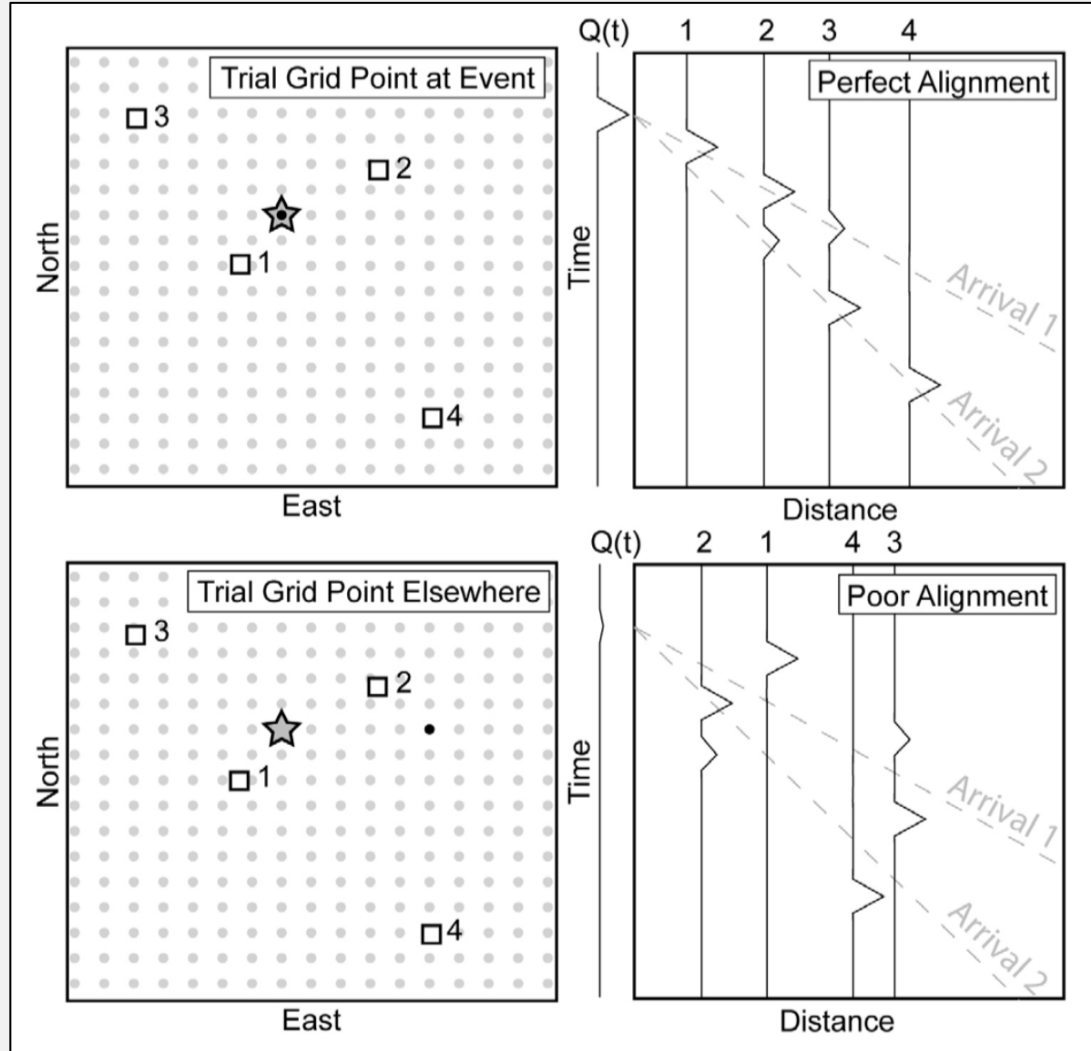 Q(t) 1 2 3 4
Trial Grid Point at Event
Perfect Alignment
3
2
1
4
North
East
Time
Arrival 1
Arrival 2
Distance
Q(t) 2 1 4 3
Trial Grid Point Elsewhere
Poor Alignment
3
2
1
4
North
East
Time
Arrival 1
Arrival 2
Distance